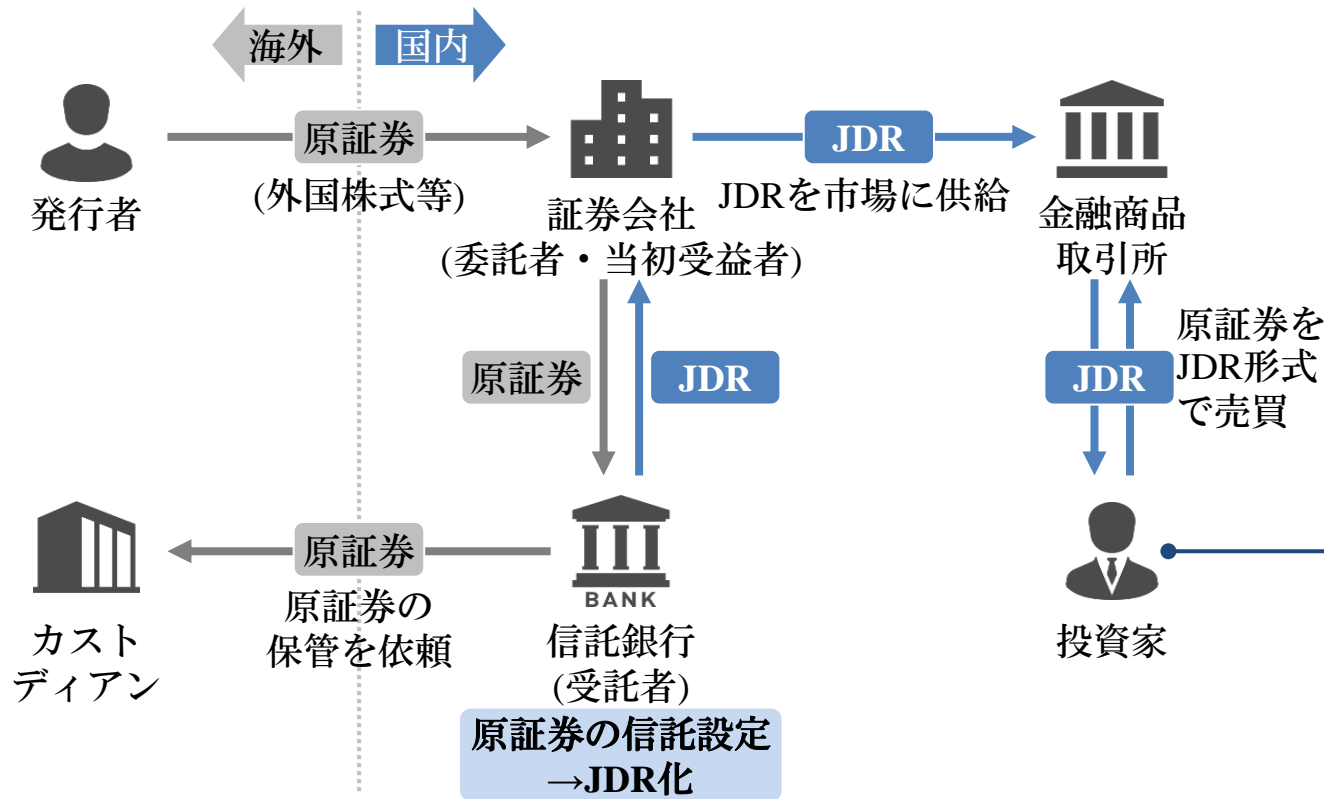 海外
国内
原証券
(外国株式等)
JDR
JDRを市場に供給
発行者
証券会社
(委託者・当初受益者)
金融商品
取引所
原証券
JDR
JDR
原証券を
JDR形式
で売買
原証券
原証券の
保管を依頼
BANK
カスト
ディアン
信託銀行
(受託者)
投資家
原証券の信託設定
→JDR化